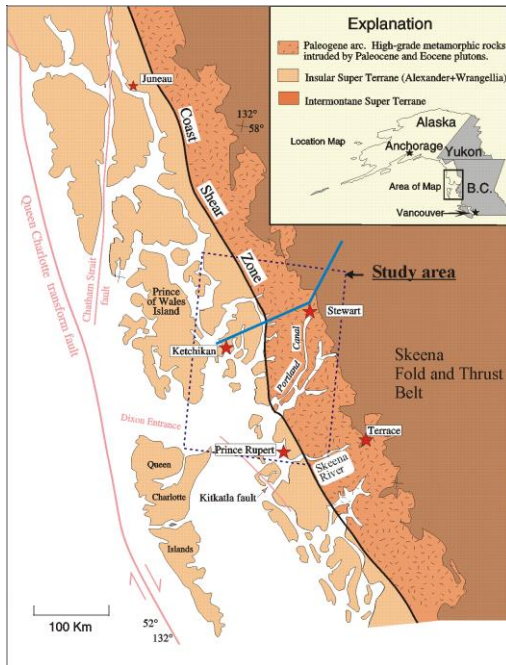 Explanation
Paleogene arc. High-grade metamorphic rocks
intruded by Paleocene and Eocene plutons.
Insular Super Terrane (Alexander+Wrangellia)
Intermontane Super Terrane
Location Map
Alaska
Anchorage
Yukon
Area of Map
B.C.
Vancouver
Juneau
132°
58°
Coast
Shear
Zone
Queen Charlotte transform fault
Chatham Strait
fault
Study area
Prince
of Wales
Island
Stewart
Ketchikan
Canal
Portland
Skeena
Fold and Thrust
Belt
Dixon Entrance
Terrace
Prince Rupert
Skeena
River
Queen
Charlotte
Islands
Kitkatla fault
100 Km
52°
132°